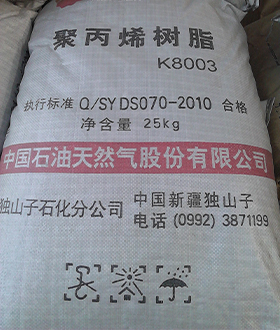 聚丙烯树脂
K8003
执行标准 Q/SY DS070-2010 合格
净含量 25kg
中国石油天然气股份有限公司
独山子石化分公司 中国新疆独山子
电话 (0992) 3871199